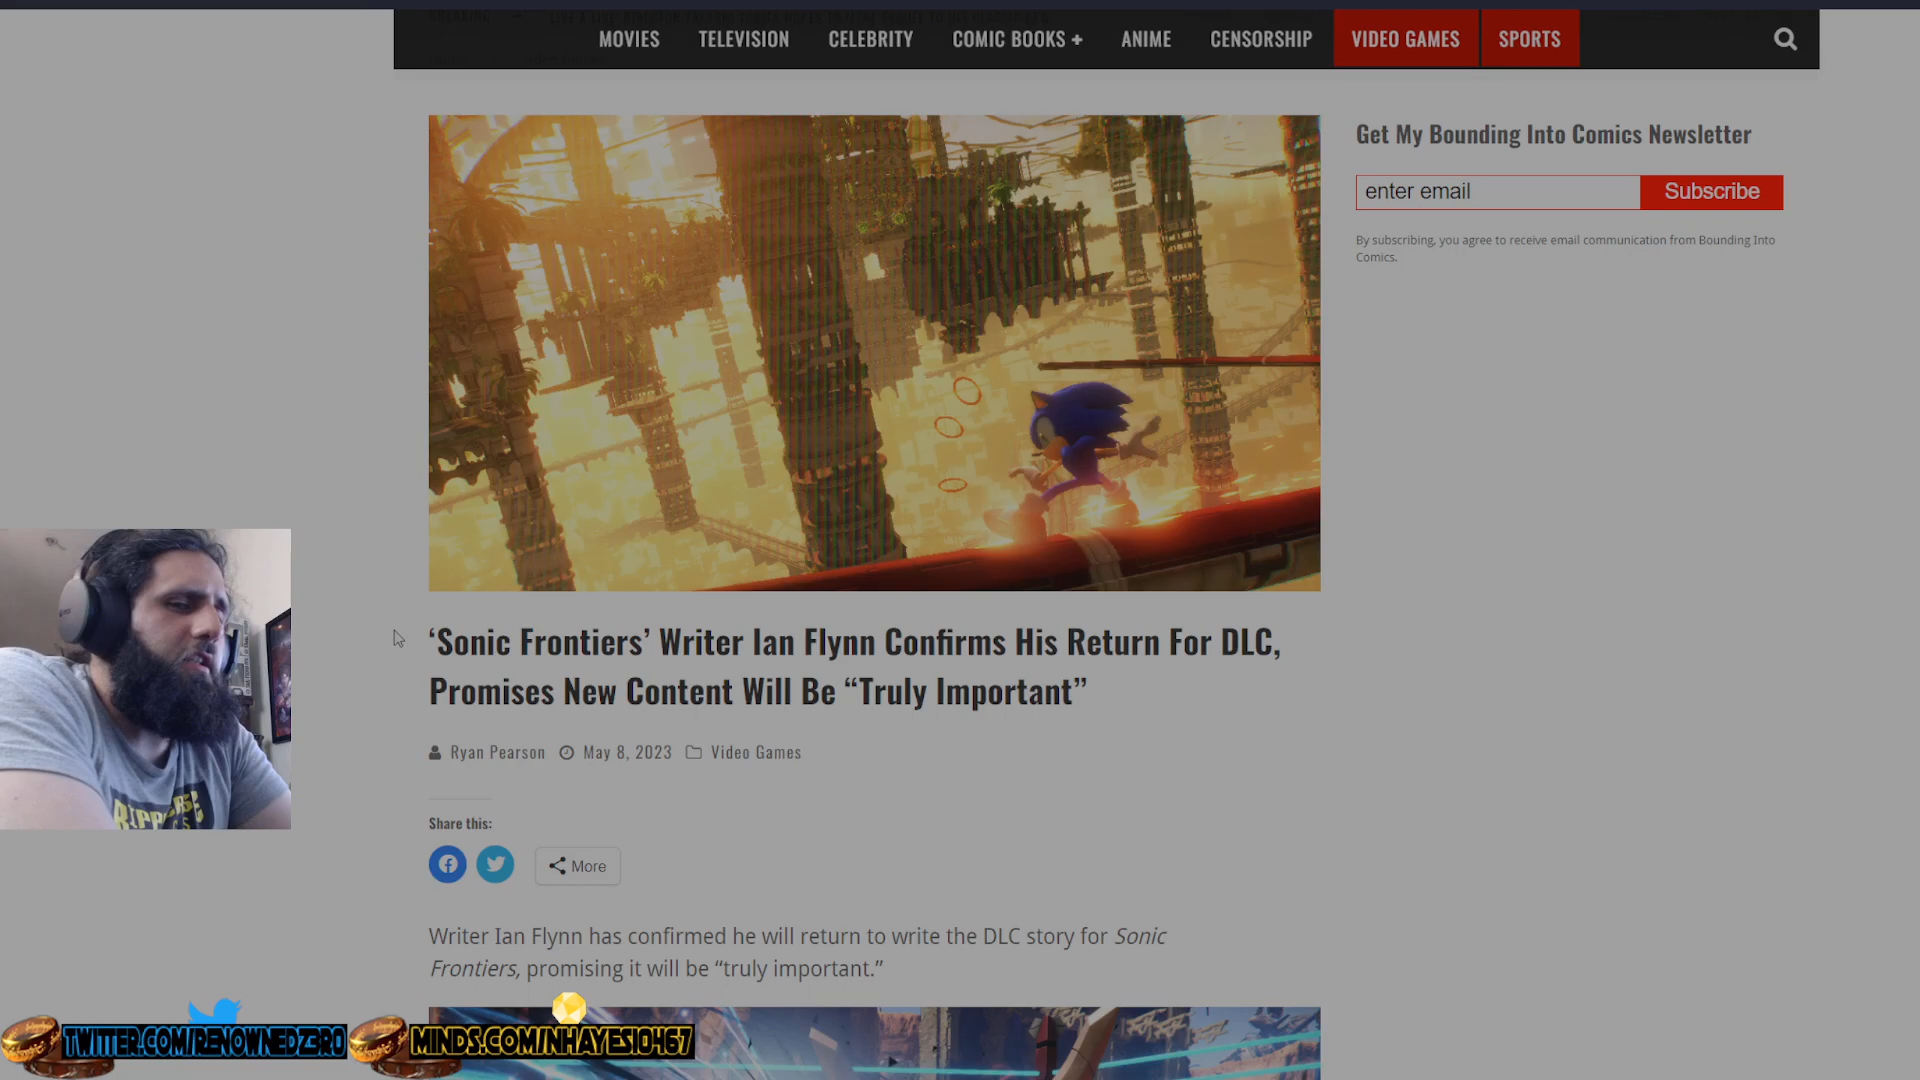 MOVIES TELEVISION CELEBRITY COMIC BOOKS + ANIME CENSORSHIP VIDEO GAMES SPORTS
Get My Bounding Into Comics Newsletter
enter email Subscribe
By subscribing, you agree to receive email communication from Bounding Into
Comics.
‘Sonic Frontiers’ Writer Ian Flynn Confirms His Return For DLC,
Promises New Content Will Be “Truly Important”
Ryan Pearson May 8, 2023 Video Games
Share this:
More
Writer Ian Flynn has confirmed he will return to write the DLC story for Sonic
Frontiers, promising it will be “truly important.”
TWITTER.COM/RENOWNEDZ3R0 MINDS.COM/NHAYES10467